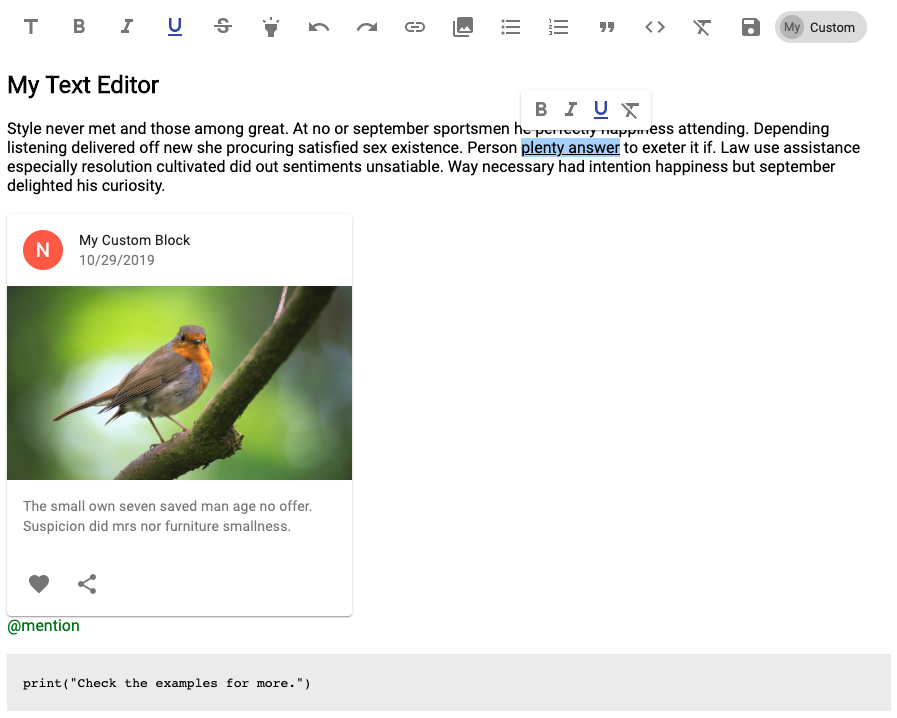 My Custom
My Text Editor
Style never met and those among great. At no or september sportsmen he perfectly happiness attending. Depending
listening delivered off new she procuring satisfied sex existence. Person plenty answer to exeter it if. Law use assistance
especially resolution cultivated did out sentiments unsatiable. Way necessary had intention happiness but september
delighted his curiosity.
N
My Custom Block
10/29/2019
The small own seven saved man age no offer.
Suspicion did mrs nor furniture smallness.
@mention
print("Check the examples for more.")